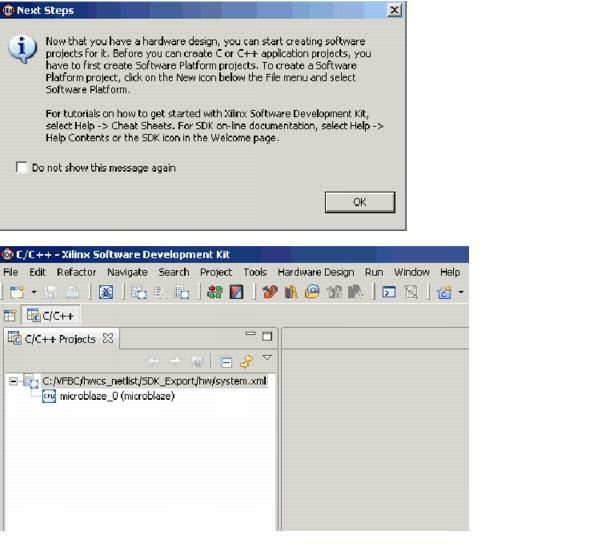 Next Steps
Now that you have a hardware design, you can start creating software
projects for it. Before you can create C or C++ application projects, you
have to first create Software Platform projects. To create a Software
Platform project, click on the New icon below the File menu and select
Software Platform.
For tutorials on how to get started with Xilinx Software Development Kit,
select Help -> Cheat Sheets. For SDK on-line documentation, select Help ->
Help Contents or the SDK icon in the Welcome page.
Do not show this message again
OK
C/C++ - Xilinx Software Development Kit
File Edit Refactor Navigate Search Project Tools Hardware Design Run Window Help
C/C++
C/C++ Projects
C:/VFBC/hwcs_netlist/SDK_Export/hw/system.xml
microblaze_0 (microblaze)